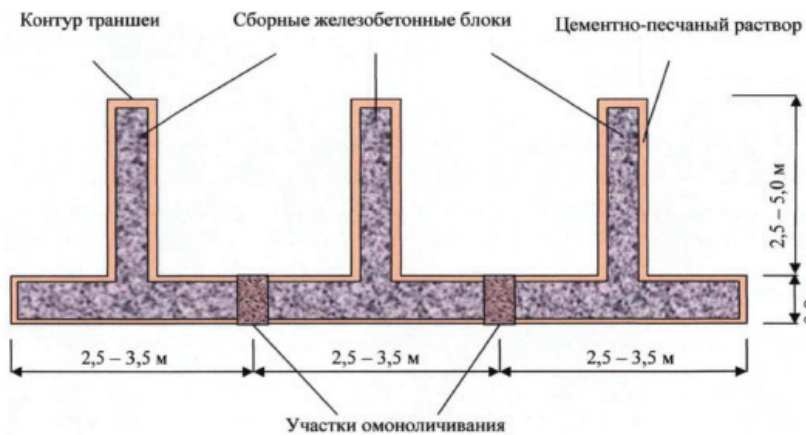 Контур траншеи
Сборные железобетонные блоки
Цементно-песчаный раствор
2,5 – 5,0 м
2,5 – 3,5 м
2,5 – 3,5 м
2,5 – 3,5 м
Участки омоноличивания